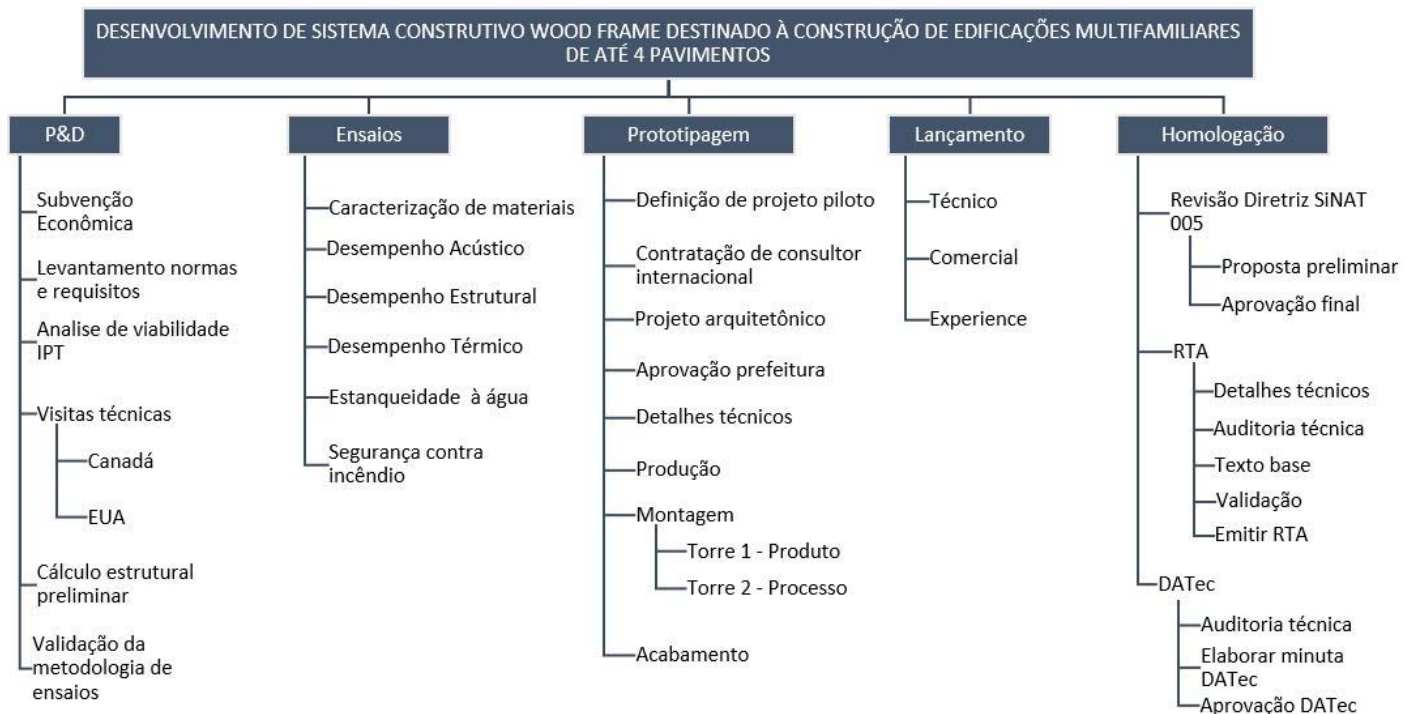 DESENVOLVIMENTO DE SISTEMA CONSTRUTIVO WOOD FRAME DESTINADO À CONSTRUÇÃO DE EDIFICAÇÕES MULTIFAMILIARES
DE ATÉ 4 PAVIMENTOS
P&D
Subvenção
Econômica
Levantamento normas
e requisitos
Analise de viabilidade
IPT
Visitas técnicas
Canadá
EUA
Cálculo estrutural
preliminar
Validação da
metodologia de
ensaios
Ensaios
Caracterização de materiais
Desempenho Acústico
Desempenho Estrutural
Desempenho Térmico
Estanqueidade à água
Segurança contra
incêndio
Prototipagem
Definição de projeto piloto
Contratação de consultor
internacional
Projeto arquitetônico
Aprovação prefeitura
Detalhes técnicos
Produção
Montagem
Torre 1 - Produto
Torre 2 - Processo
Acabamento
Lançamento
Técnico
Comercial
Experience
Homologação
Revisão Diretriz SiNAT
005
Proposta preliminar
Aprovação final
RTA
Detalhes técnicos
Auditoria técnica
Texto base
Validação
Emitir RTA
DATec
Auditoria técnica
Elaborar minuta
DATec
Aprovação DATec